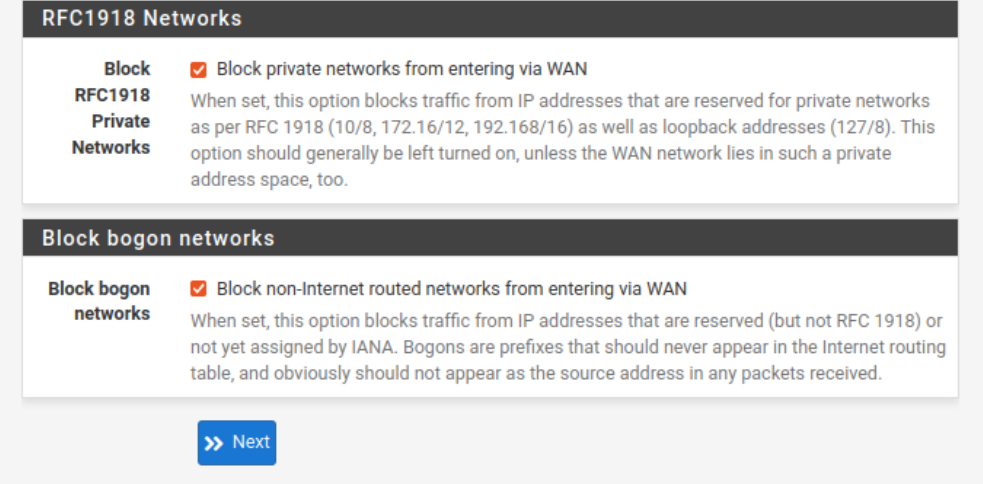 RFC1918 Networks
Block
RFC1918
Private
Networks
Block private networks from entering via WAN
When set, this option blocks traffic from IP addresses that are reserved for private networks
as per RFC 1918 (10/8, 172.16/12, 192.168/16) as well as loopback addresses (127/8). This
option should generally be left turned on, unless the WAN network lies in such a private
address space, too.
Block bogon networks
Block bogon
networks
Block non-Internet routed networks from entering via WAN
When set, this option blocks traffic from IP addresses that are reserved (but not RFC 1918) or
not yet assigned by IANA. Bogons are prefixes that should never appear in the Internet routing
table, and obviously should not appear as the source address in any packets received.
Next